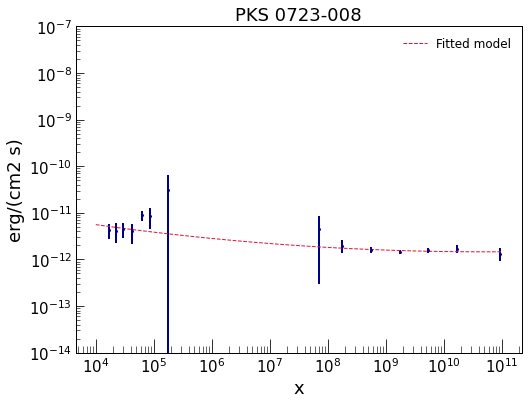 PKS 0723-008
Fitted model
erg/(cm2 s)
10⁻⁷
10⁻⁸
10⁻⁹
10⁻¹⁰
10⁻¹¹
10⁻¹²
10⁻¹³
10⁻¹⁴
10⁴ 10⁵ 10⁶ 10⁷ 10⁸ 10⁹ 10¹⁰ 10¹¹
x